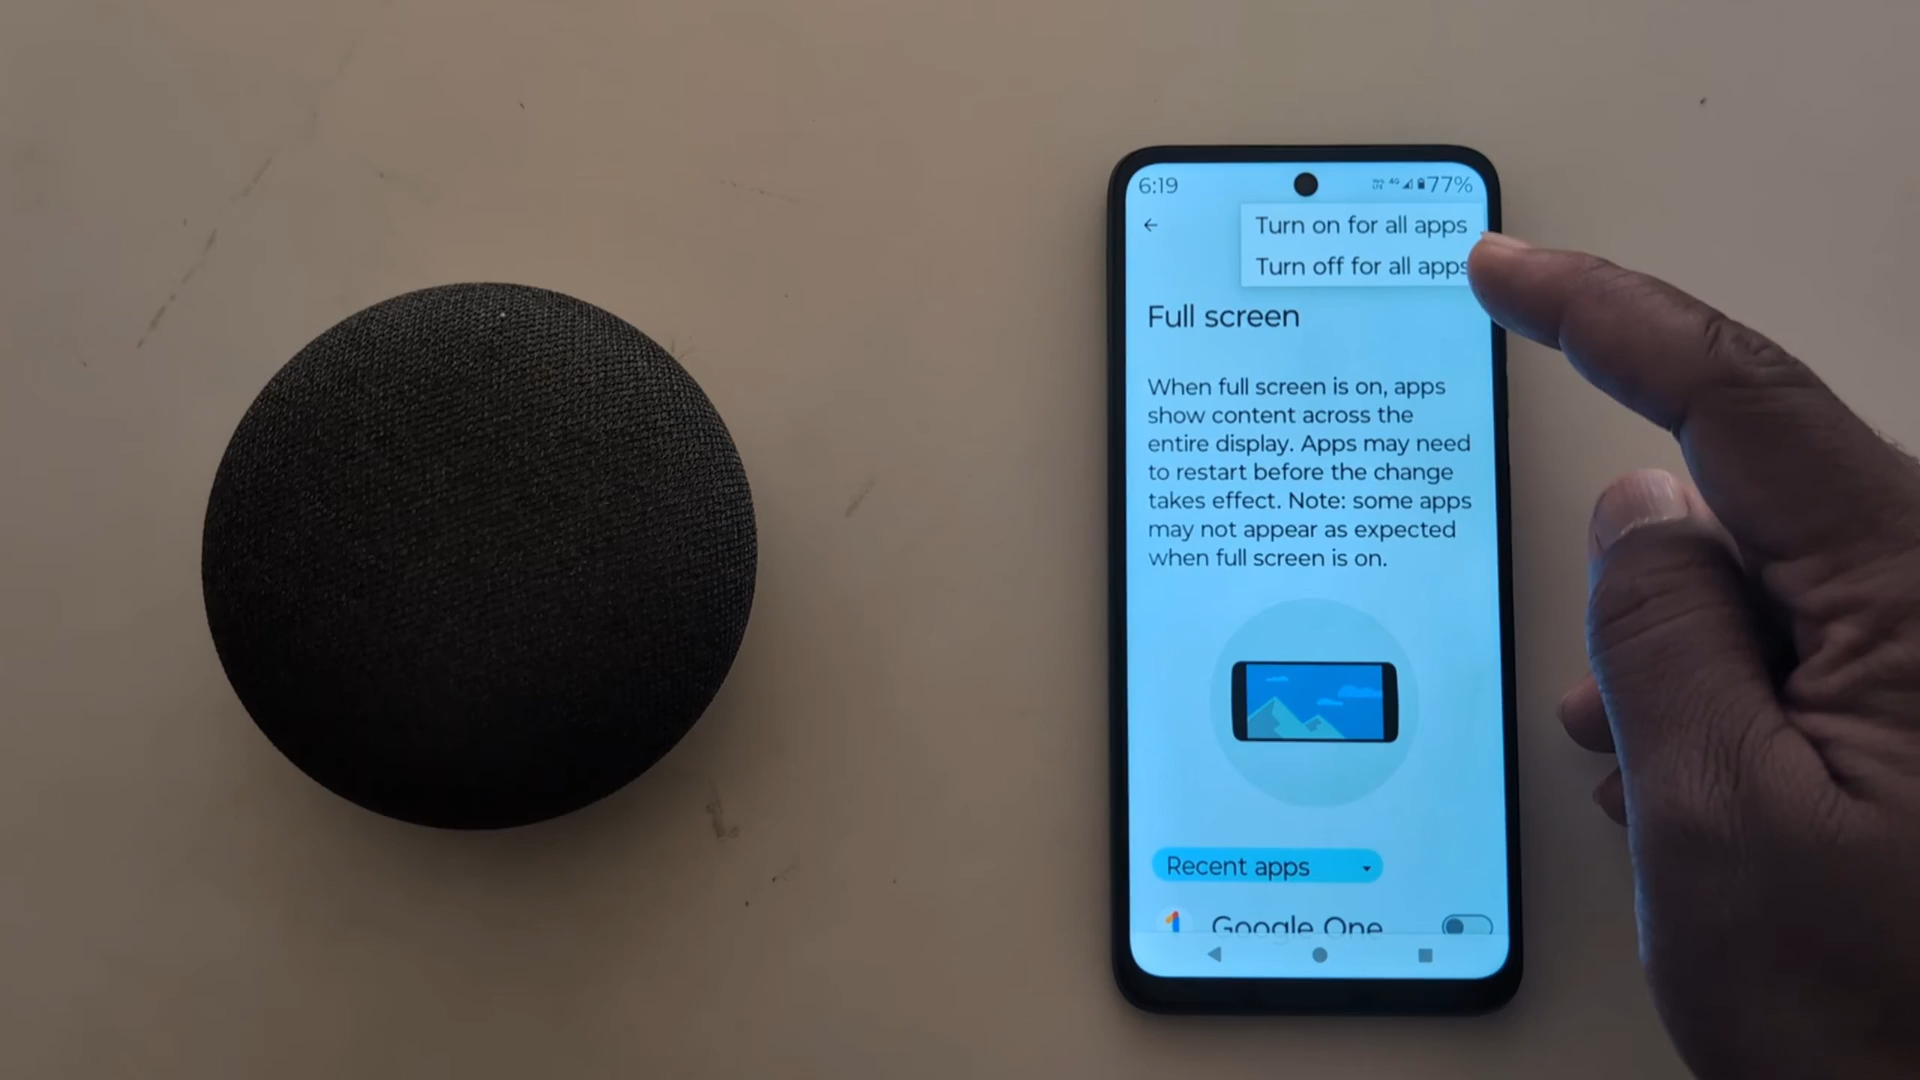 6:19
77%
Turn on for all apps
Turn off for all apps
Full screen
When full screen is on, apps
show content across the
entire display. Apps may need
to restart before the change
takes effect. Note: some apps
may not appear as expected
when full screen is on.
Recent apps
Google One